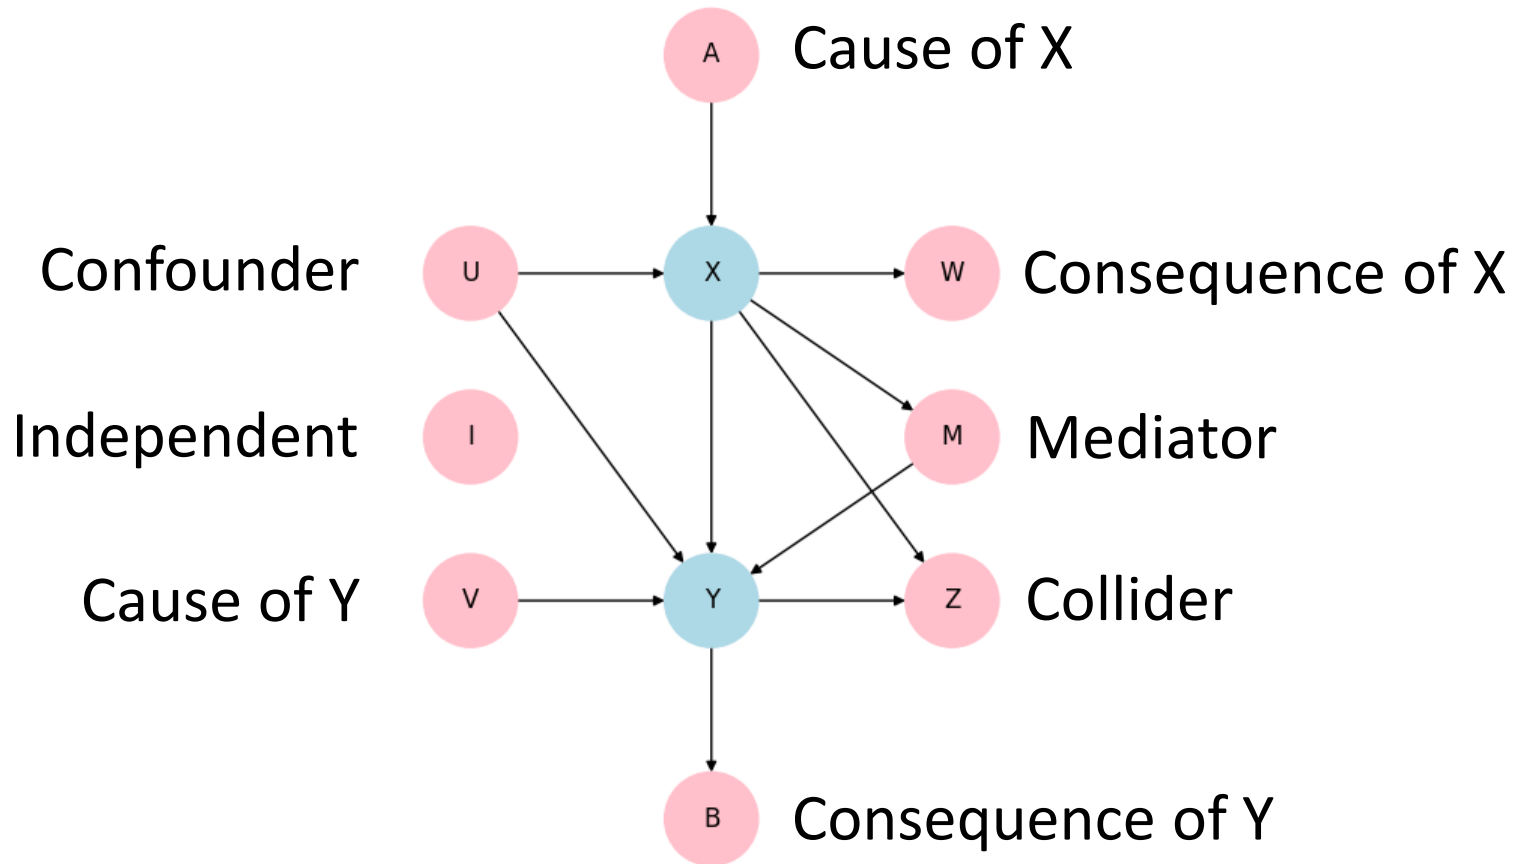 A Cause of X
Confounder U X W Consequence of X
Independent I M Mediator
Cause of Y V Y Z Collider
B Consequence of Y